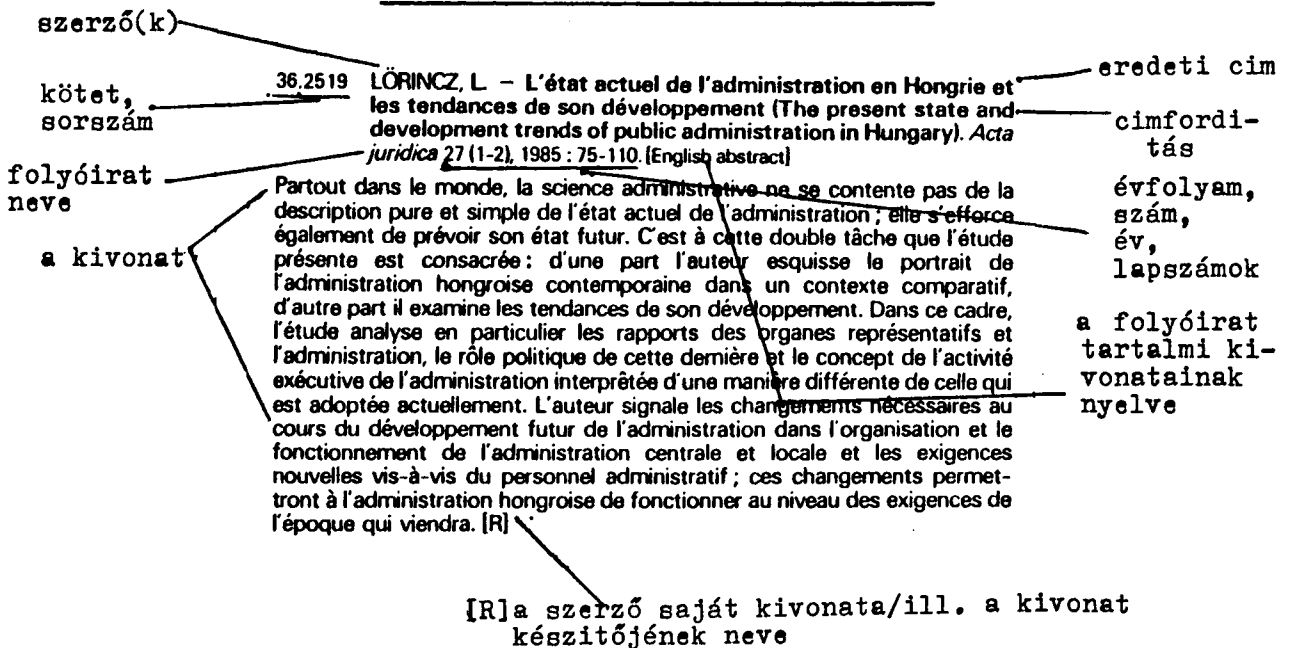 szerző(k)
kötet,
sorszám
folyóirat
neve
a kivonat
36.2519 LÖRINCZ, L. – L'état actuel de l'administration en Hongrie et
les tendances de son développement (The present state and
development trends of public administration in Hungary). Acta
juridica 27 (1-2), 1985 : 75-110. [English abstract]
Partout dans le monde, la science administrative ne se contente pas de la
description pure et simple de l'état actuel de l'administration ; elle s'efforce
également de prévoir son état futur. C'est à cette double tâche que l'étude
présente est consacrée : d'une part l'auteur esquisse le portrait de
l'administration hongroise contemporaine dans un contexte comparatif,
d'autre part il examine les tendances de son développement. Dans ce cadre,
l'étude analyse en particulier les rapports des organes représentatifs et
l'administration, le rôle politique de cette dernière et le concept de l'activité
exécutive de l'administration interprêtée d'une manière différente de celle qui
est adoptée actuellement. L'auteur signale les changements nécessaires au
cours du développement futur de l'administration dans l'organisation et le
fonctionnement de l'administration centrale et locale et les exigences
nouvelles vis-à-vis du personnel administratif ; ces changements permet-
tront à l'administration hongroise de fonctionner au niveau des exigences de
l'époque qui viendra. [R]
eredeti cim
cimfordi-
tás
évfolyam,
szám,
év,
lapszámok
a folyóirat
tartalmi ki-
vonatainak
nyelve
[R]a szerző saját kivonata/ill. a kivonat
készitőjének neve